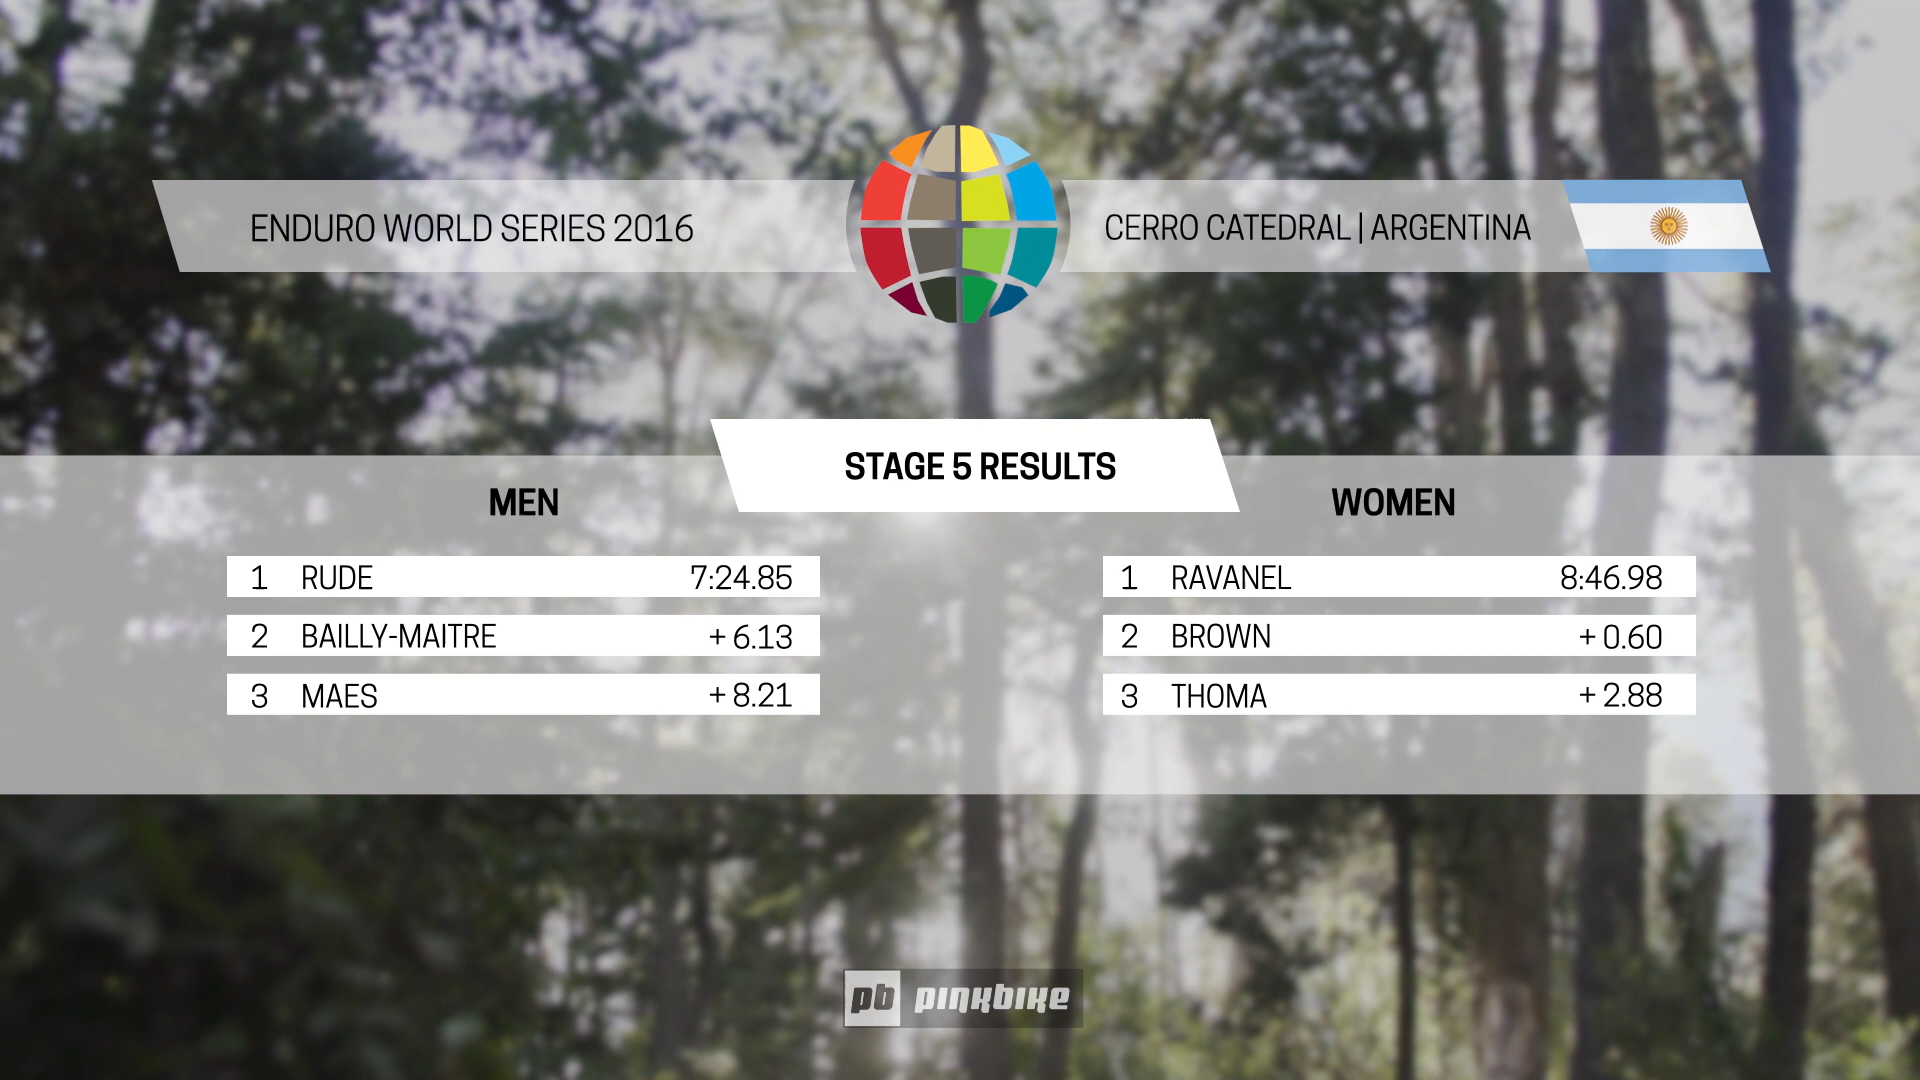 ENDURO WORLD SERIES 2016
CERRO CATEDRAL | ARGENTINA
STAGE 5 RESULTS
MEN
1 RUDE 7:24.85
2 BAILLY-MAITRE + 6.13
3 MAES + 8.21
WOMEN
1 RAVANEL 8:46.98
2 BROWN + 0.60
3 THOMA + 2.88
pb pinkbike